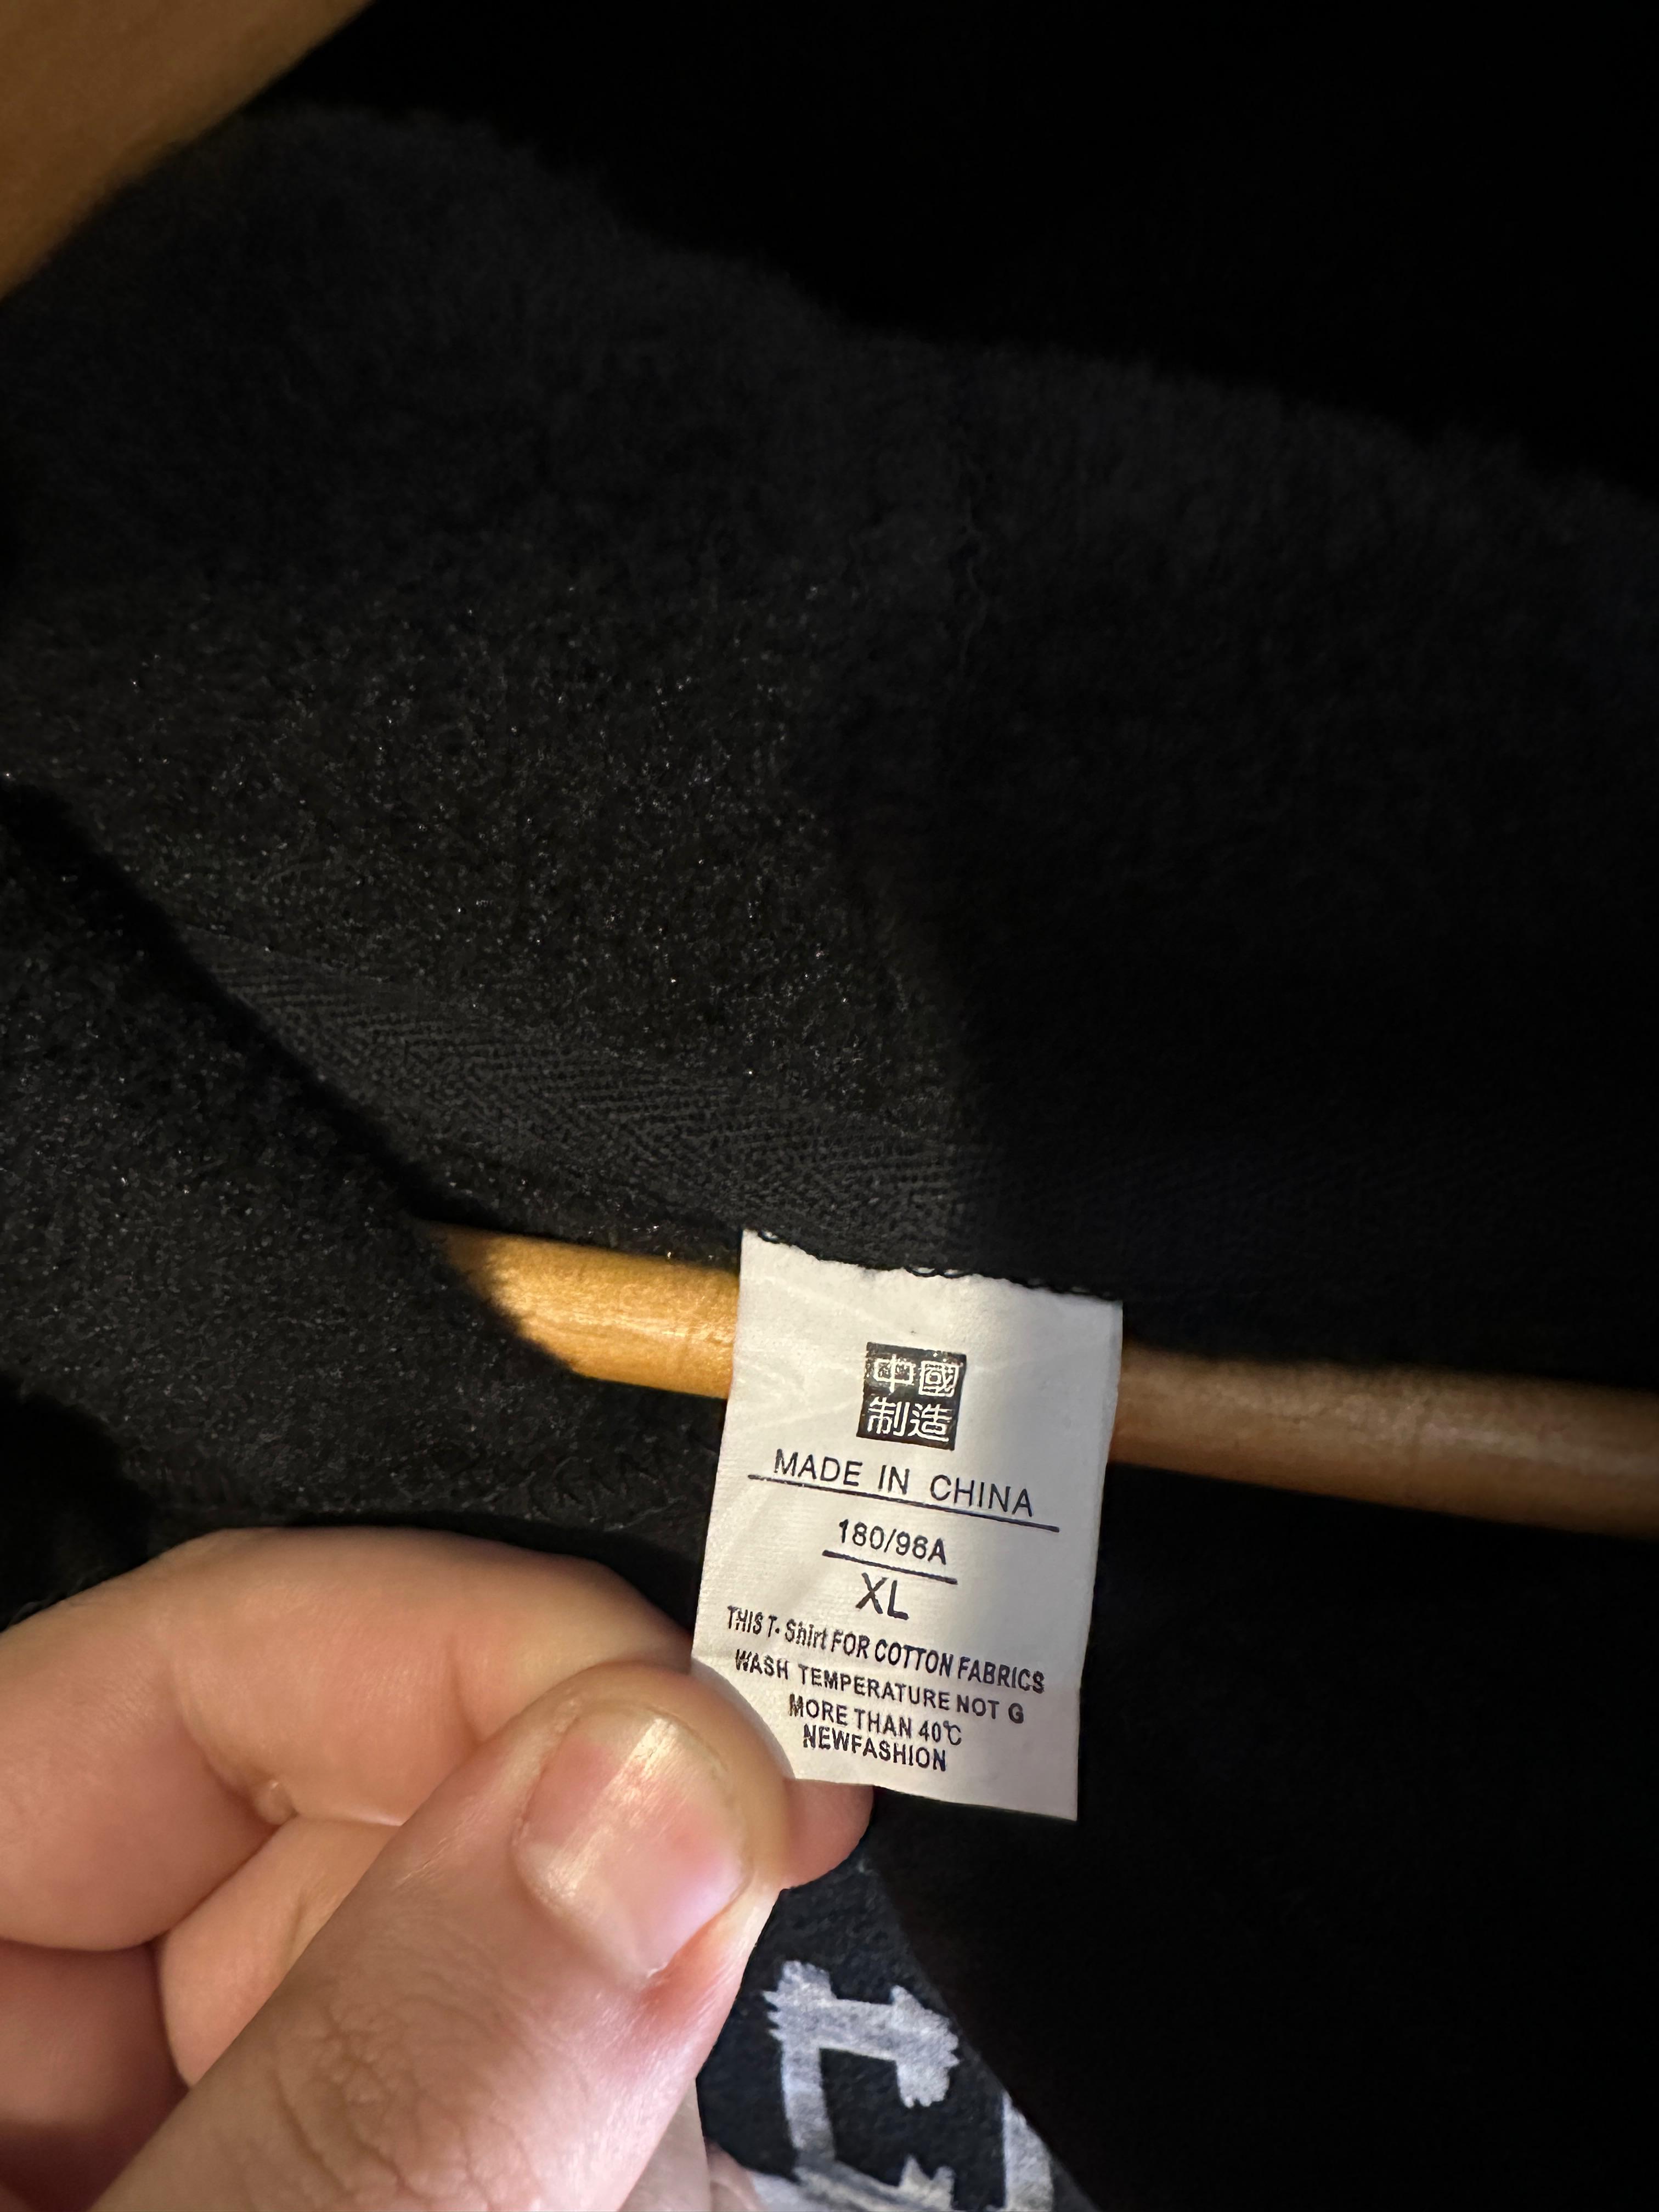 中國
制造
MADE IN CHINA
180/98A
XL
THIS T- Shirt FOR COTTON FABRICS
WASH TEMPERATURE NOT G
MORE THAN 40℃
NEWFASHION